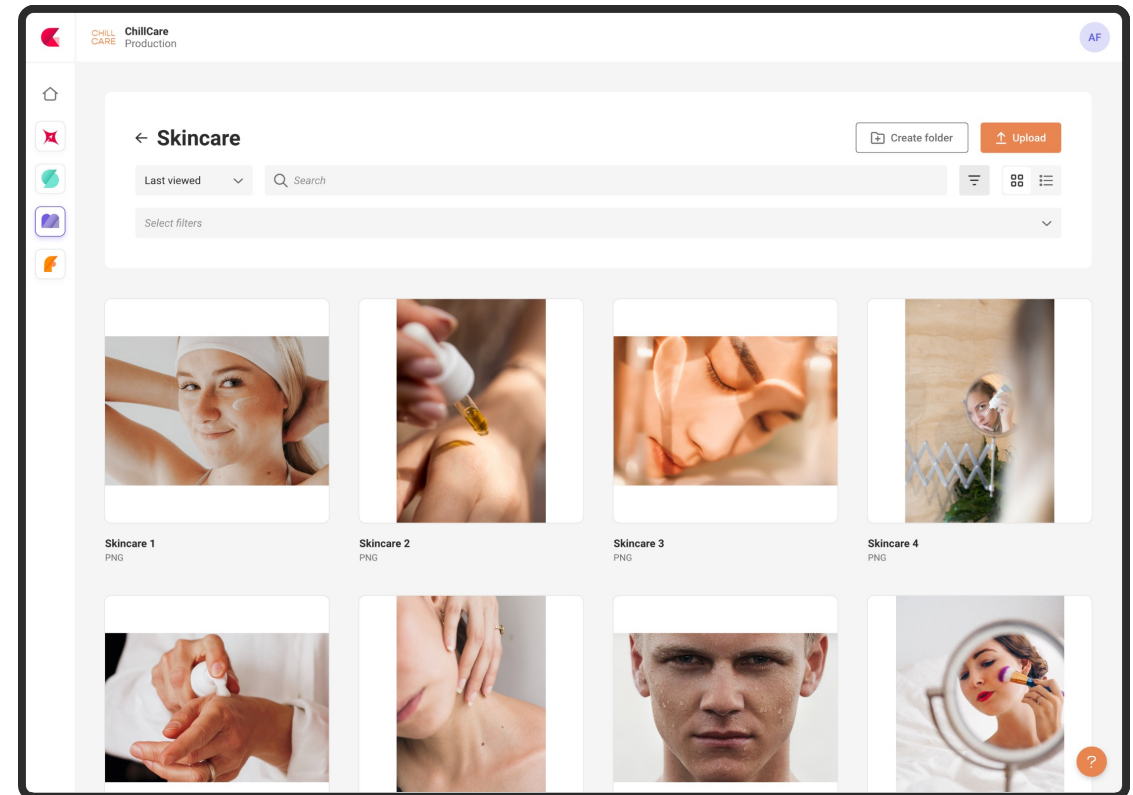 CHILL
CARE
ChillCare
Production
AF
Skincare
Create folder
Upload
Last viewed
Search
Select filters
Skincare 1
PNG
Skincare 2
PNG
Skincare 3
PNG
Skincare 4
PNG
?